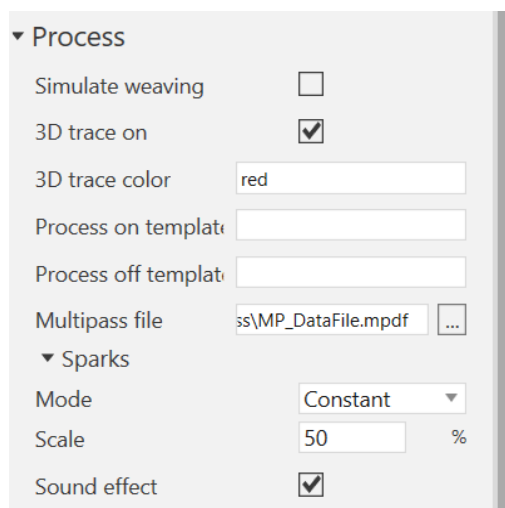 Process
Simulate weaving
3D trace on
3D trace color red
Process on template
Process off templat
Multipass file ss\MP_DataFile.mpdf ...
Sparks
Mode Constant
Scale 50 %
Sound effect